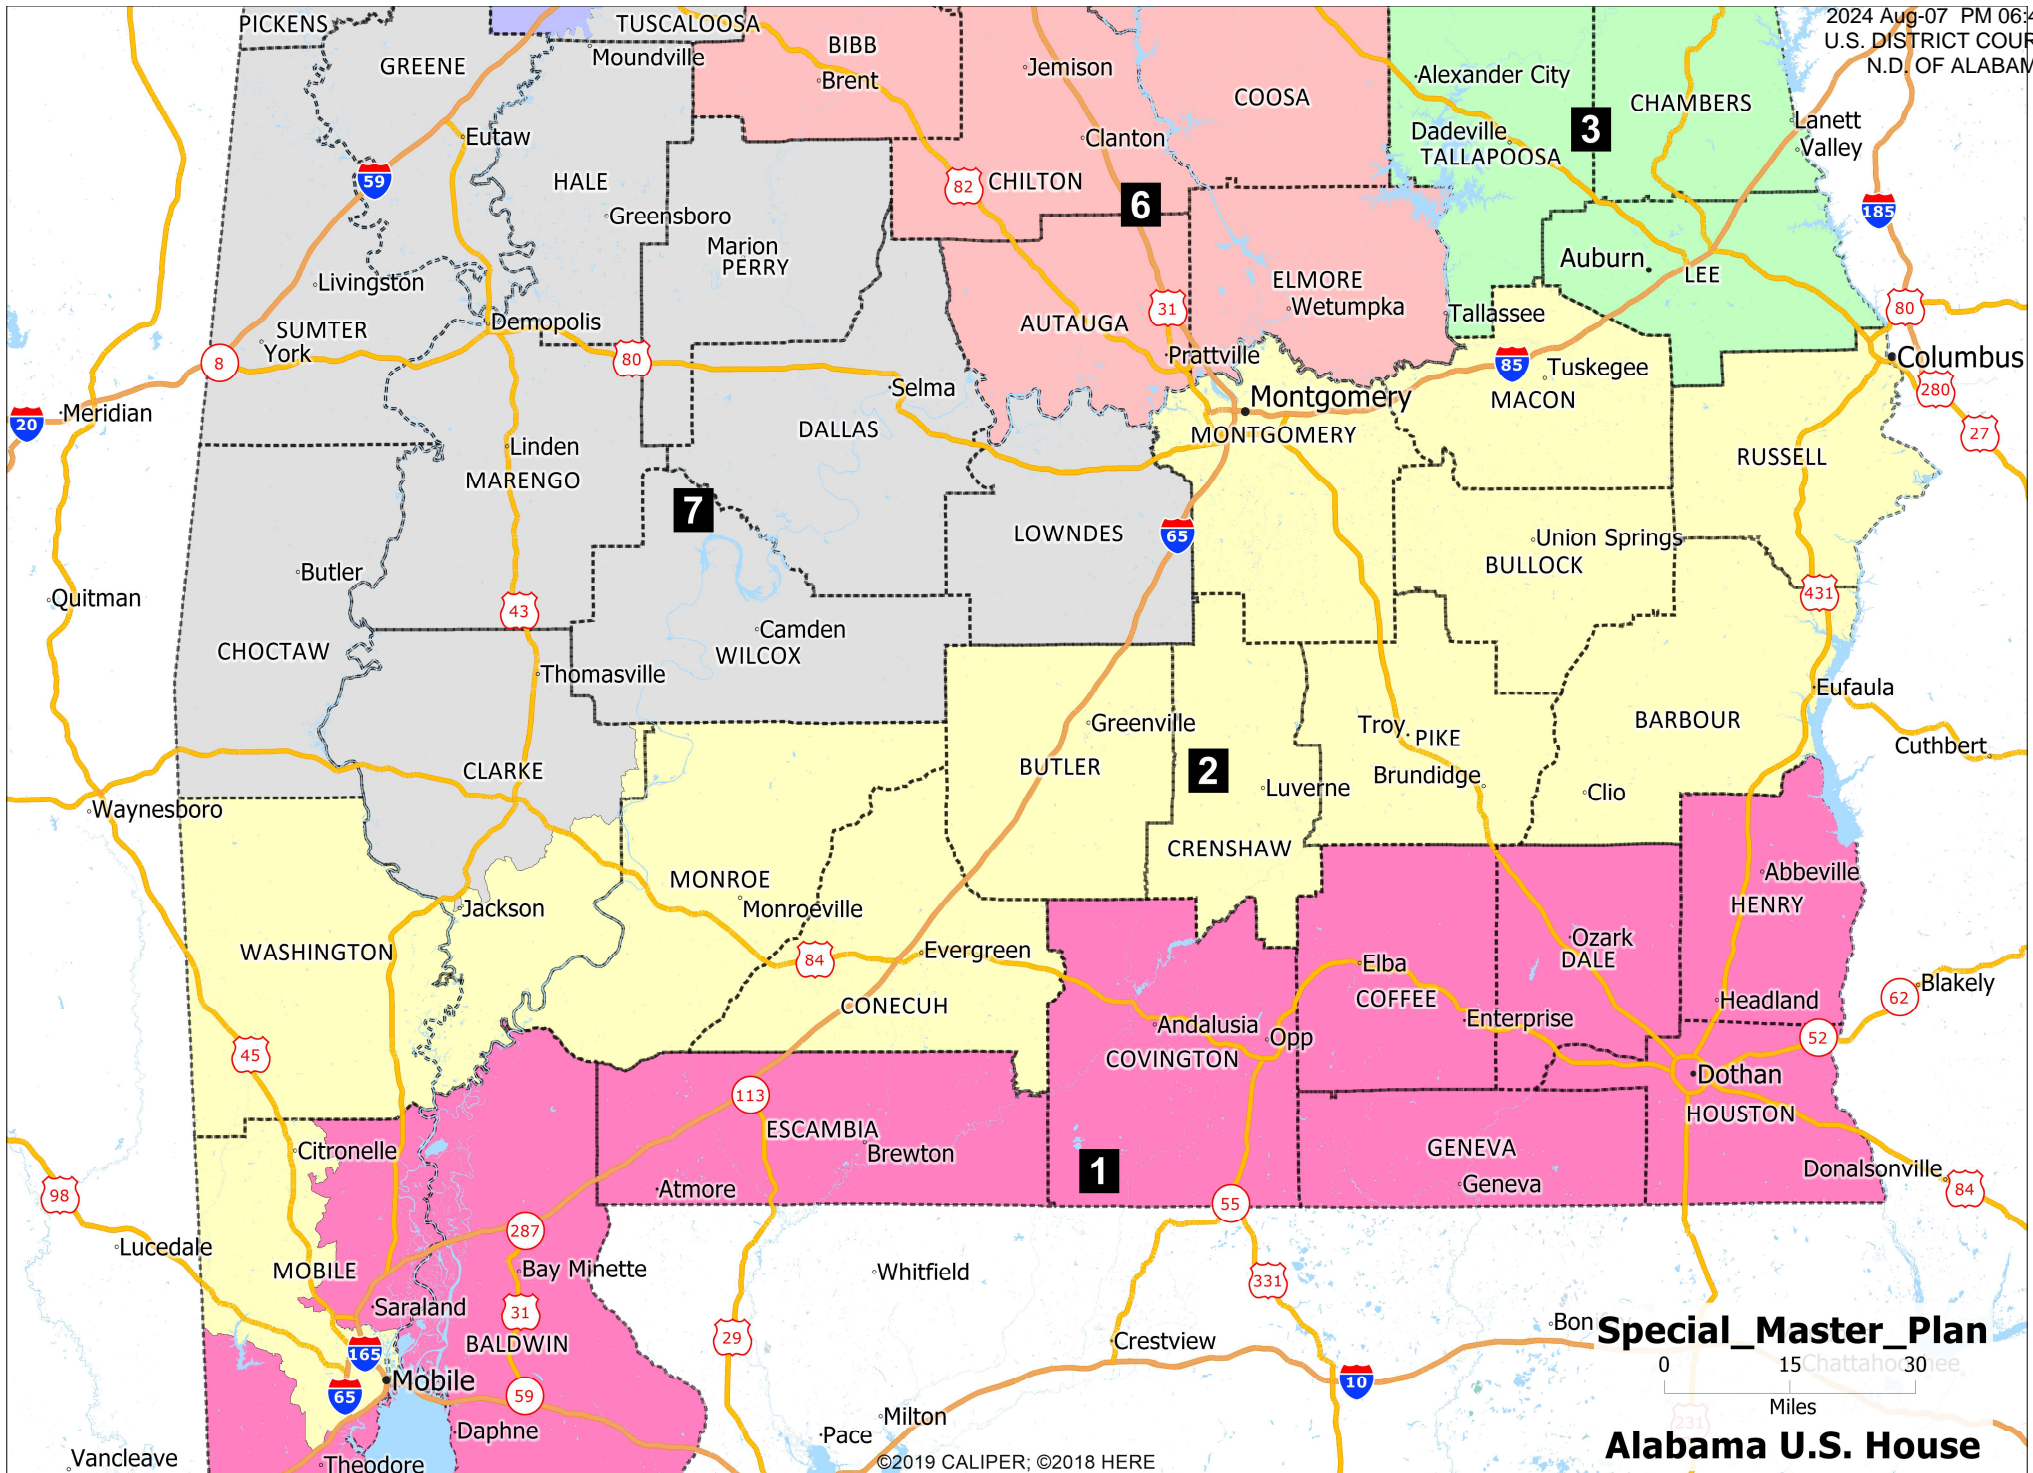 2024 Aug-07 PM 06:4
U.S. DISTRICT COUR
N.D. OF ALABAM
PICKENS
TUSCALOOSA
GREENE
Moundville
BIBB
Brent
Jemison
COOSA
Alexander City
CHAMBERS
3
Lanett
Valley
Dadeville
TALLAPOOSA
Eutaw
Clanton
59
HALE
82
CHILTON
6
185
Greensboro
Marion
PERRY
Auburn
LEE
Livingston
ELMORE
Wetumpka
Tallassee
31
80
SUMTER
York
Demopolis
AUTAUGA
8
80
Prattville
85
Tuskegee
Columbus
Selma
Montgomery
MACON
280
20
Meridian
DALLAS
MONTGOMERY
27
Linden
MARENGO
RUSSELL
7
LOWNDES
65
Union Springs
BULLOCK
Butler
Quitman
43
431
Camden
WILCOX
CHOCTAW
Thomasville
Eufaula
Greenville
Troy
PIKE
BARBOUR
Cuthbert
CLARKE
BUTLER
2
Luverne
Brundidge
Clio
Waynesboro
CRENSHAW
MONROE
Monroeville
Abbeville
HENRY
Jackson
WASHINGTON
84
Evergreen
Ozark
DALE
Elba
COFFEE
CONECUH
Headland
62
Blakely
Enterprise
Andalusia
Opp
COVINGTON
52
45
Dothan
113
HOUSTON
ESCAMBIA
Brewton
Citronelle
GENEVA
Geneva
1
Donalsonville
84
98
Atmore
55
287
Lucedale
MOBILE
Bay Minette
Whitfield
331
Saraland
31
BALDWIN
29
Crestview
Bon
Special_Master_Plan
165
0 15 30
Chattahoochee
65
Mobile
59
10
Miles
Milton
231
Daphne
Pace
Alabama U.S. House
Vancleave
Theodore
©2019 CALIPER; ©2018 HERE